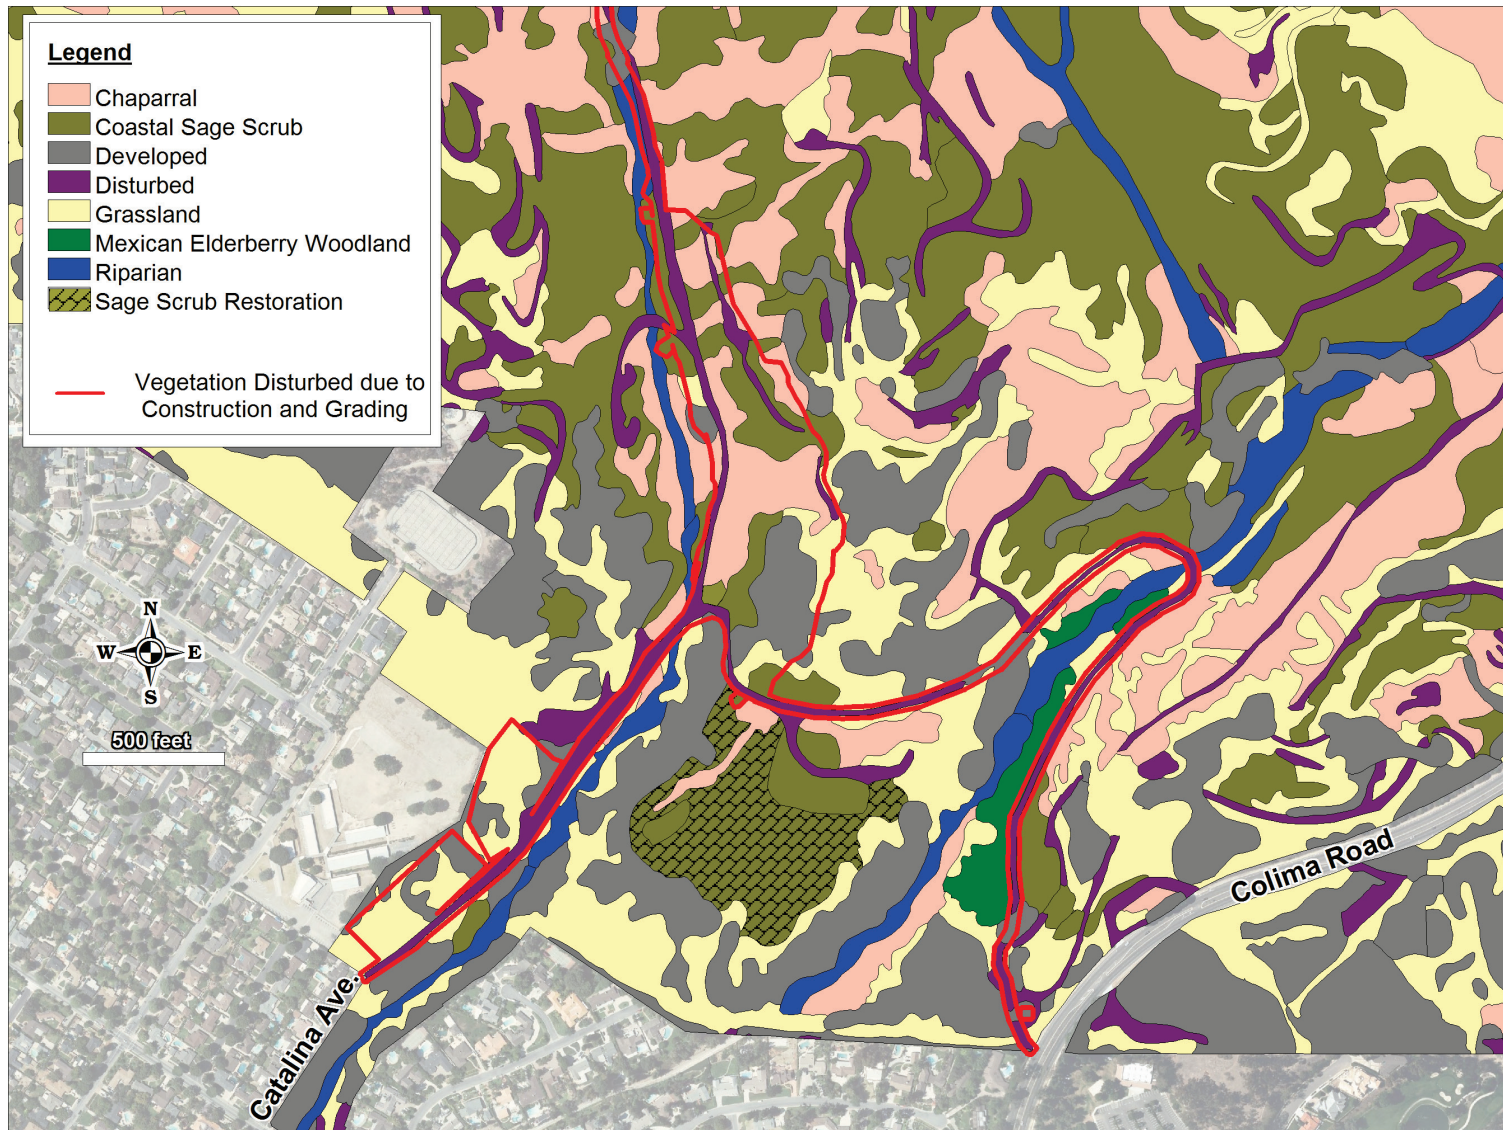 Legend
Chaparral
Coastal Sage Scrub
Developed
Disturbed
Grassland
Mexican Elderberry Woodland
Riparian
Sage Scrub Restoration
Vegetation Disturbed due to
Construction and Grading
N
W E
S
500 feet
Colima Road
Catalina Ave.